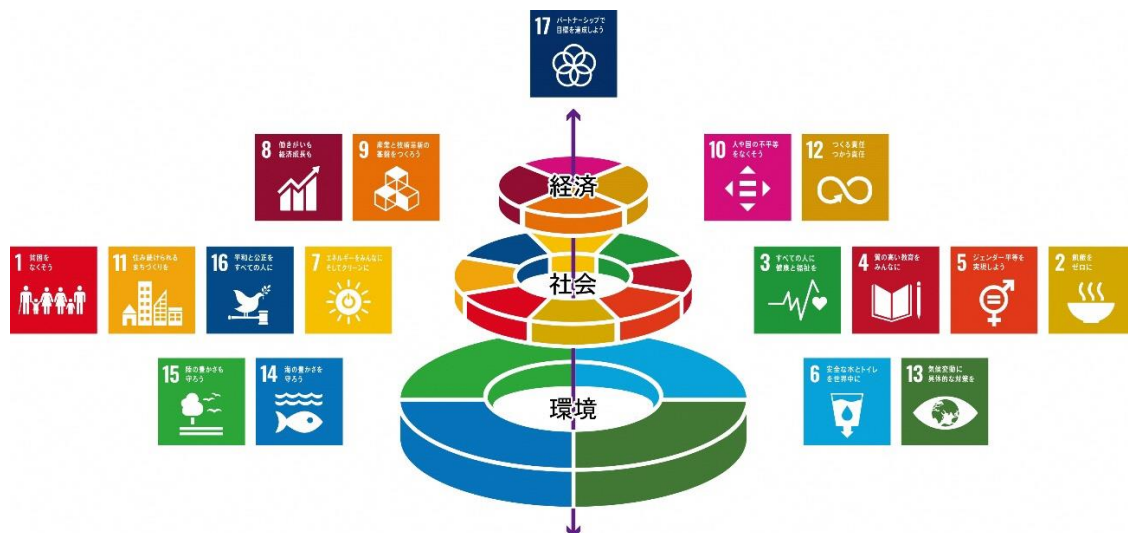 17 パートナーシップで
目標を達成しよう
8 働きがいも
経済成長も
9 産業と技術革新の
基盤をつくろう
10 人や国の不平等
をなくそう
12 つくる責任
つかう責任
経済
1 貧困を
なくそう
11 住み続けられる
まちづくりを
16 平和と公正を
すべての人に
7 エネルギーをみんなに
そしてクリーンに
社会
3 すべての人に
健康と福祉を
4 質の高い教育を
みんなに
5 ジェンダー平等を
実現しよう
2 飢餓を
ゼロに
15 陸の豊かさも
守ろう
14 海の豊かさを
守ろう
環境
6 安全な水とトイレ
を世界中に
13 気候変動に
具体的な対策を